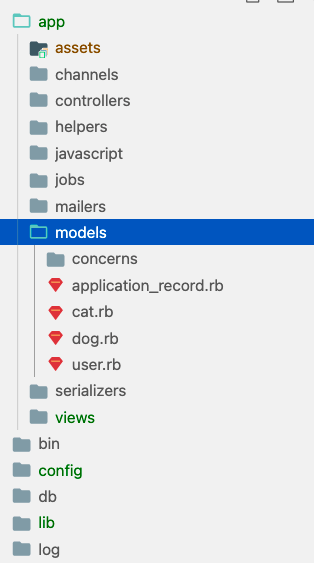 app
assets
channels
controllers
helpers
javascript
jobs
mailers
models
concerns
application_record.rb
cat.rb
dog.rb
user.rb
serializers
views
bin
config
db
lib
log